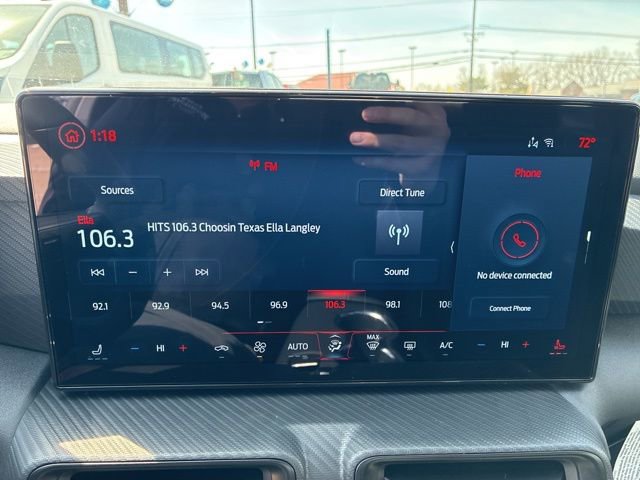 1:18
72°
FM
Phone
Sources
Direct Tune
Ella
106.3
HITS 106.3 Choosin Texas Ella Langley
No device connected
Sound
Connect Phone
92.1 92.9 94.5 96.9 106.3 98.1 108
HI AUTO MAX A/C HI